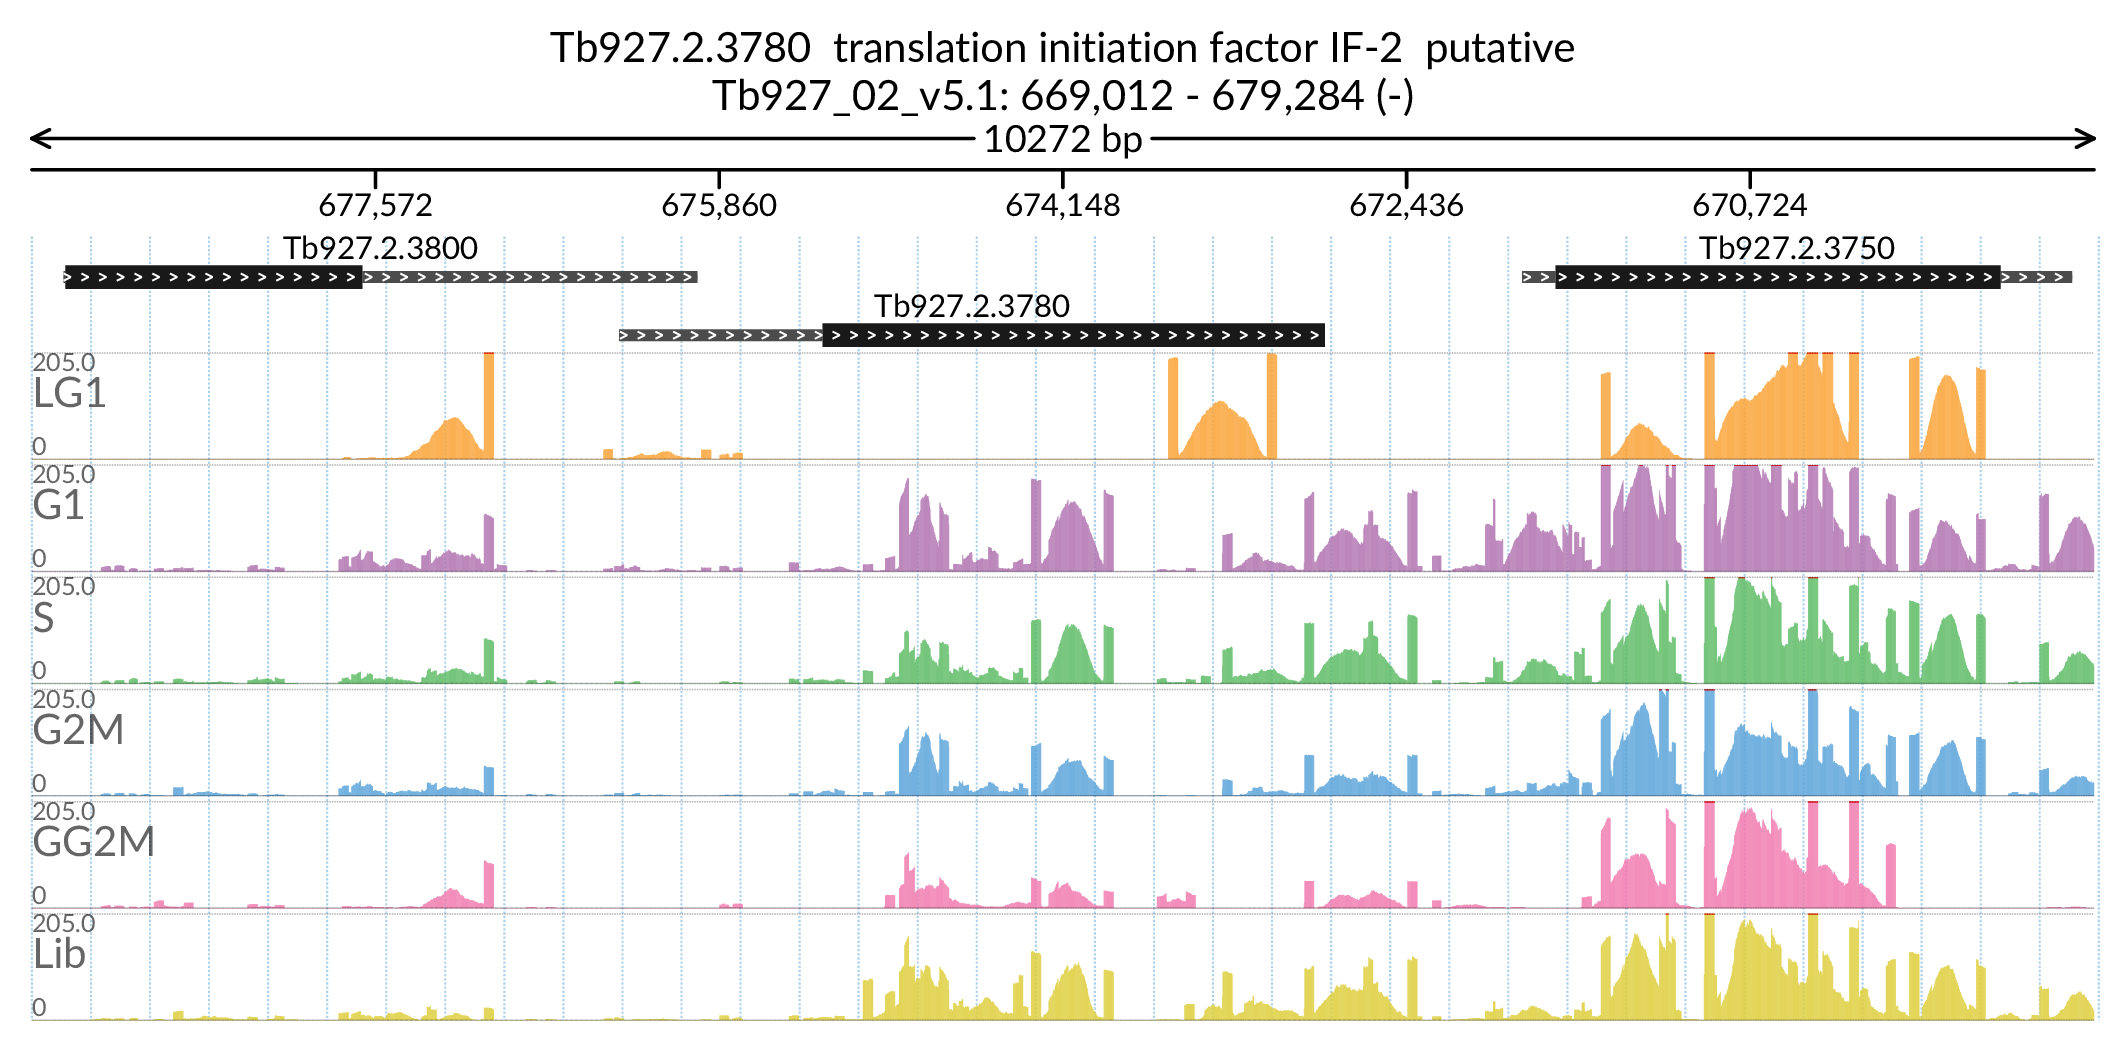 Tb927.2.3780 translation initiation factor IF-2 putative
Tb927_02_v5.1: 669,012 - 679,284 (-)
10272 bp
677,572 675,860 674,148 672,436 670,724
Tb927.2.3800 Tb927.2.3750
Tb927.2.3780
205.0
LG1
0
205.0
G1
0
205.0
S
0
205.0
G2M
0
205.0
GG2M
0
205.0
Lib
0